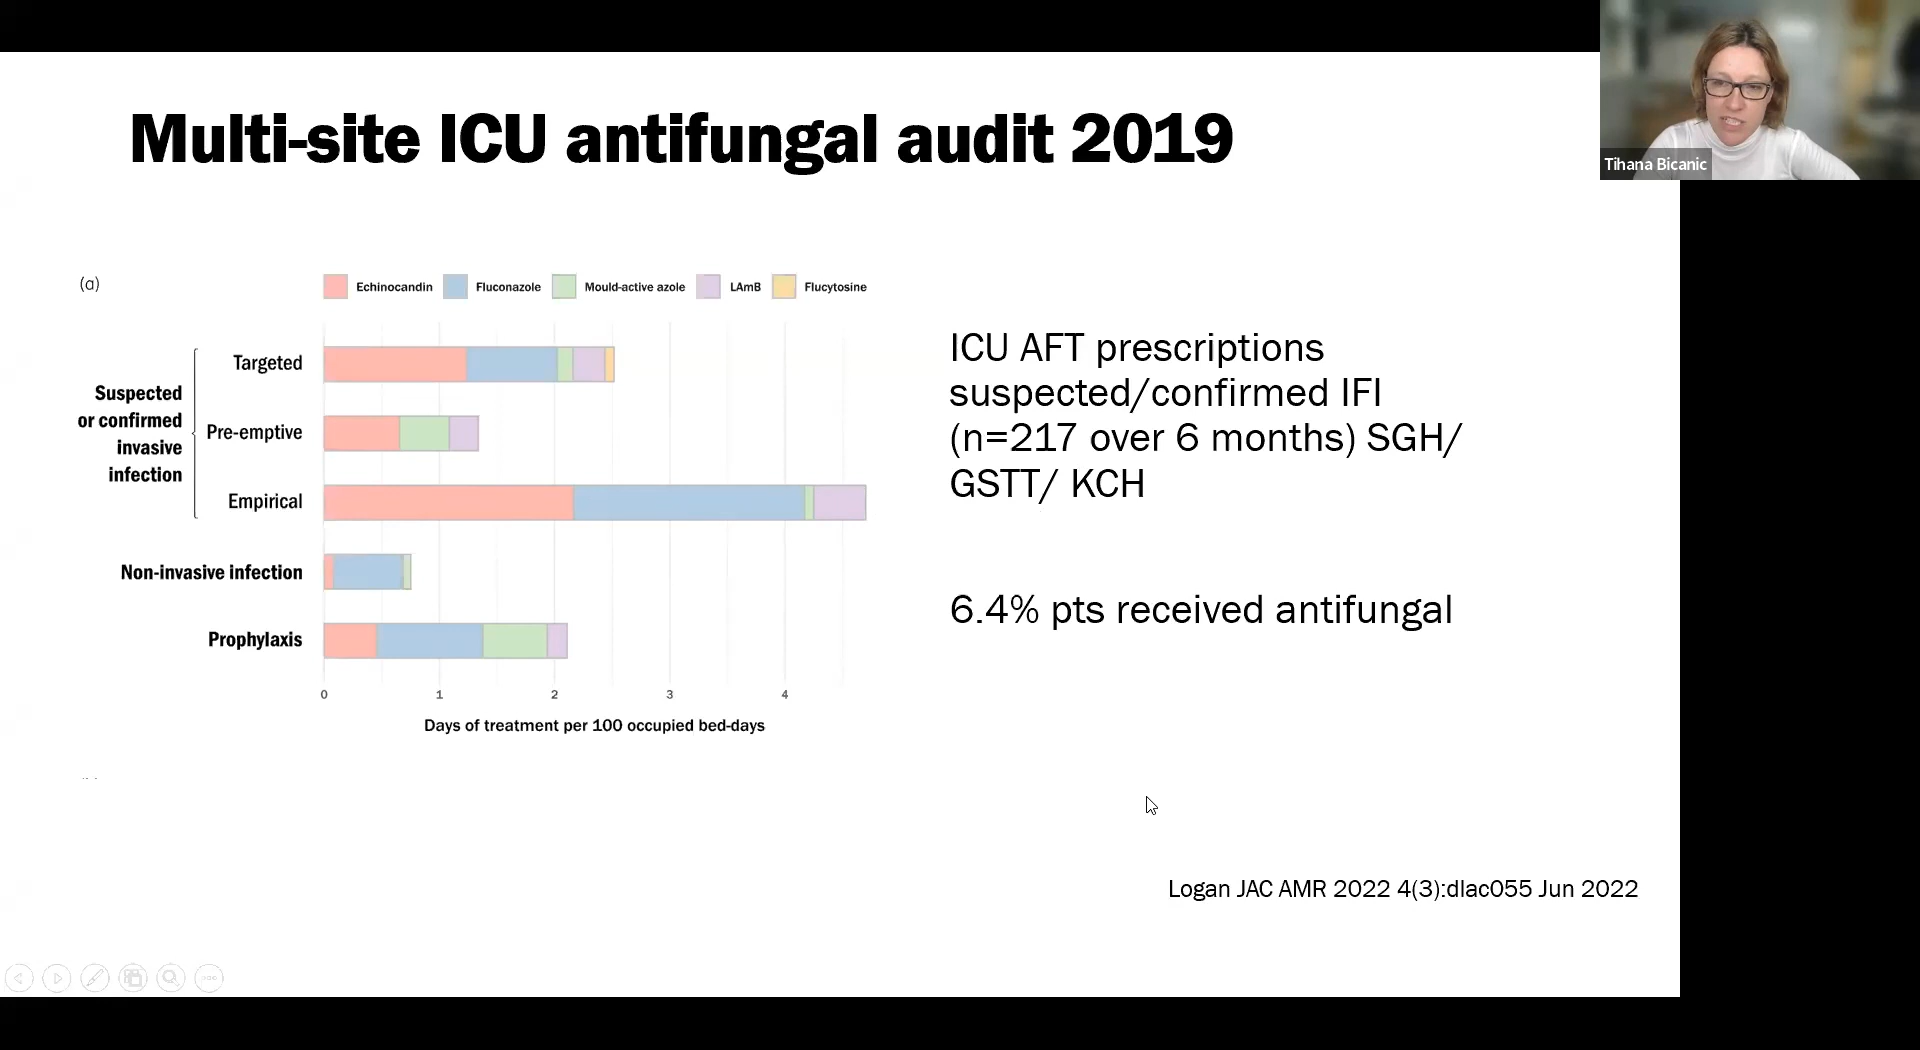 Multi-site ICU antifungal audit 2019
Tihana Bicanic
(a)
Echinocandin Fluconazole Mould-active azole LAmB Flucytosine
Suspected
or confirmed
invasive
infection
Targeted
Pre-emptive
Empirical
Non-invasive infection
Prophylaxis
0 1 2 3 4
Days of treatment per 100 occupied bed-days
ICU AFT prescriptions
suspected/confirmed IFI
(n=217 over 6 months) SGH/
GSTT/ KCH
6.4% pts received antifungal
Logan JAC AMR 2022 4(3):dlac055 Jun 2022